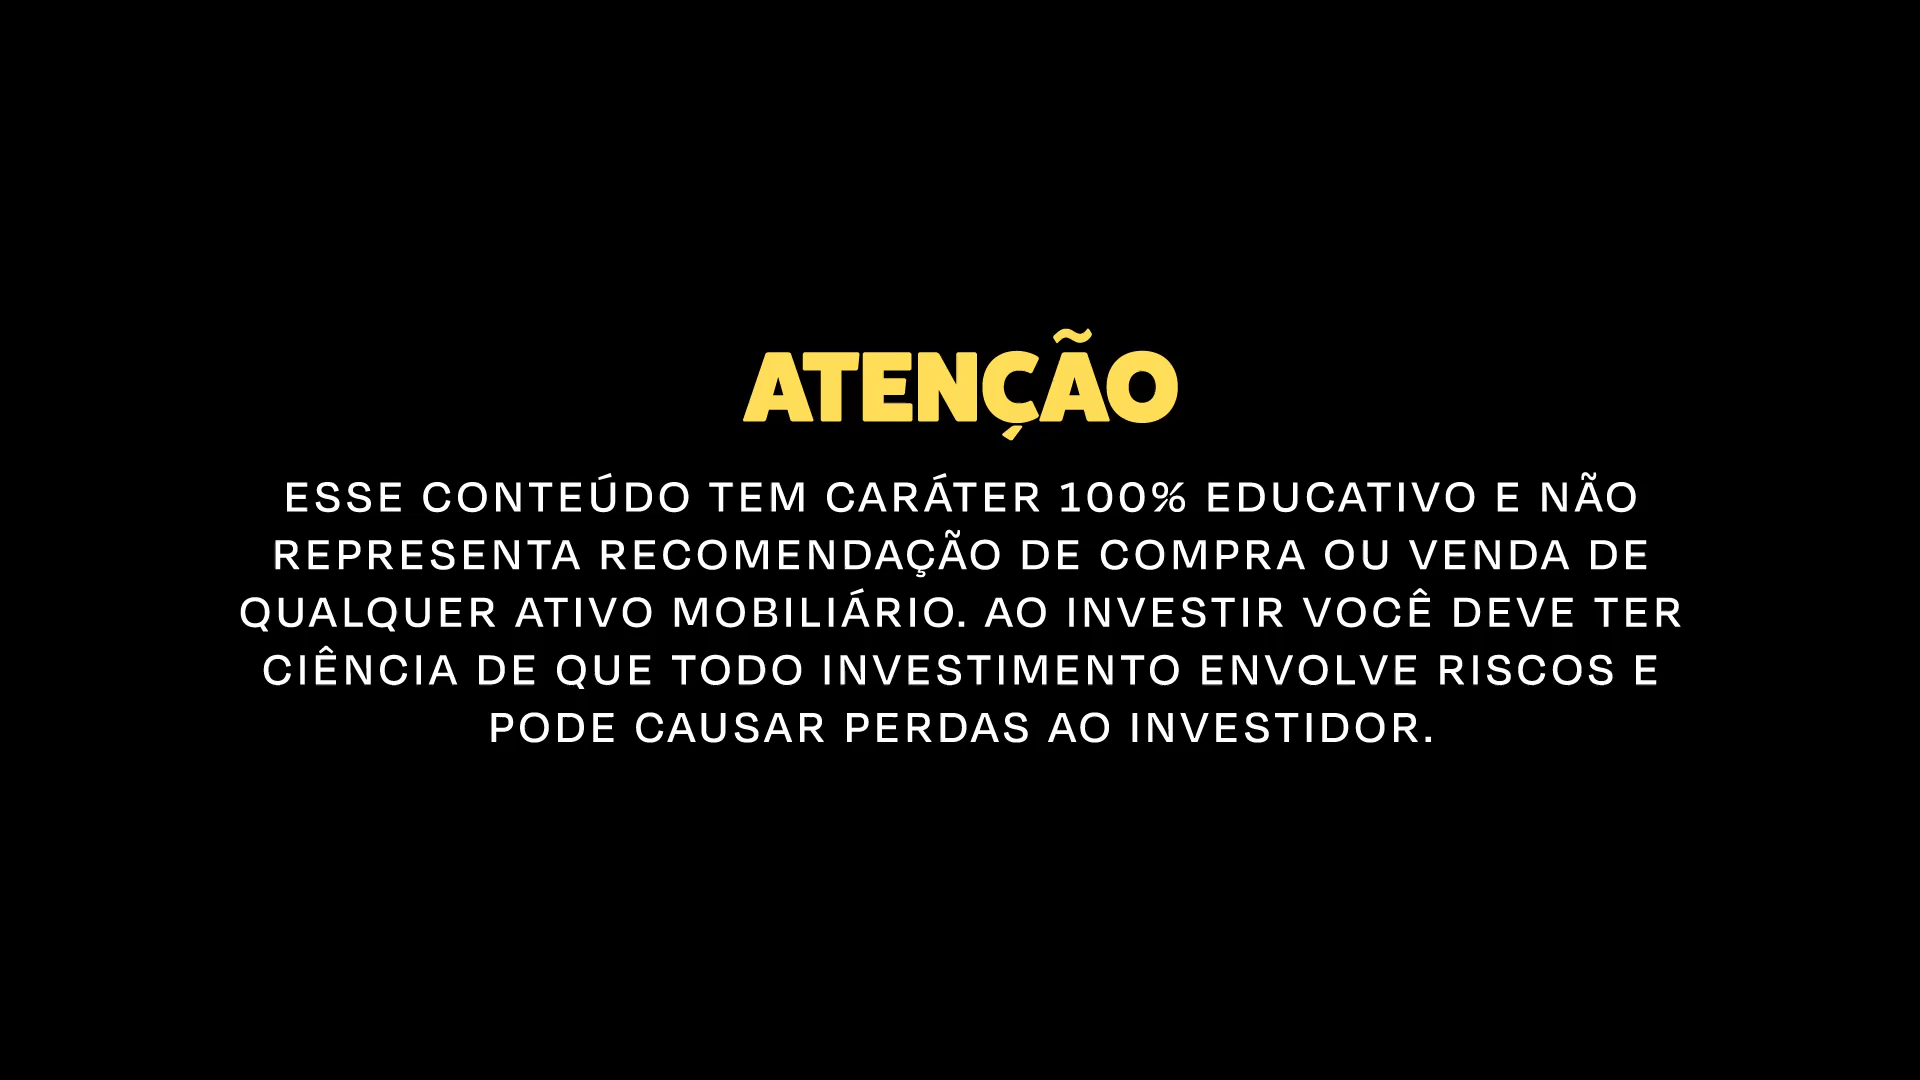 ATENÇÃO
ESSE CONTEÚDO TEM CARÁTER 100% EDUCATIVO E NÃO
REPRESENTA RECOMENDAÇÃO DE COMPRA OU VENDA DE
QUALQUER ATIVO MOBILIÁRIO. AO INVESTIR VOCÊ DEVE TER
CIÊNCIA DE QUE TODO INVESTIMENTO ENVOLVE RISCOS E
PODE CAUSAR PERDAS AO INVESTIDOR.